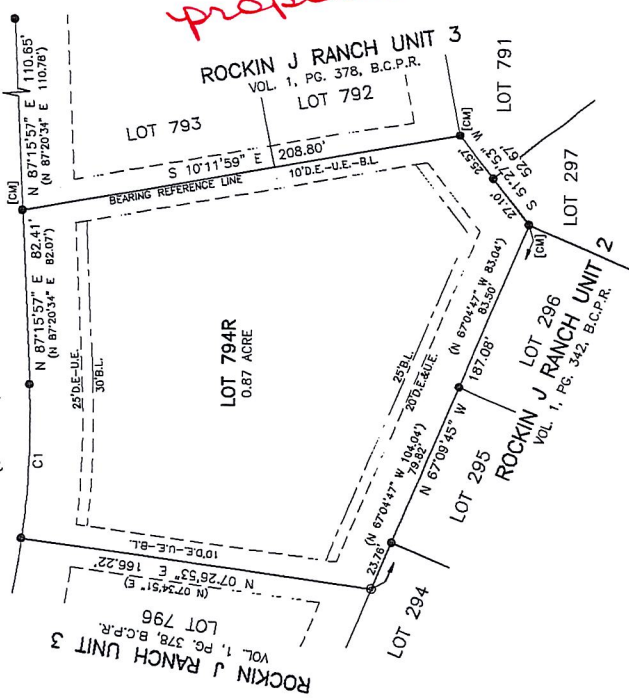 prope
ROCKIN J RANCH UNIT 3
VOL. 1, PG. 378, B.C.P.R.
LOT 793
LOT 792
LOT 791
[CM]
N 87°15'57" E 110.65'
(N 87°20'34" E 110.78')
N 87°15'57" E 82.41'
(N 87°20'34" E 82.07')
C1
S 10°11'59" E 208.80'
BEARING REFERENCE LINE
10'D.E.-U.E.-B.L.
25'D.E-U.E.
30'B.L.
LOT 794R
0.87 ACRE
[CM]
25.57'
27.10'
S 51°27'53" W
52.67'
LOT 297
[CM]
25'B.L.
20'D.E.&U.E.
(N 67°04'47" W 83.04')
83.50'
(N 67°04'47" W 104.04')
79.82'
N 67°09'45" W 187.08'
23.76'
LOT 296
LOT 295
LOT 294
ROCKIN J RANCH UNIT 2
VOL. 1, PG. 342, B.C.P.R.
10'D.E.-U.E.-B.L.
N 07°26'53" E 166.22'
(N 07°34'51" E)
LOT 796
VOL. 1, PG. 378, B.C.P.R.
ROCKIN J RANCH UNIT 3